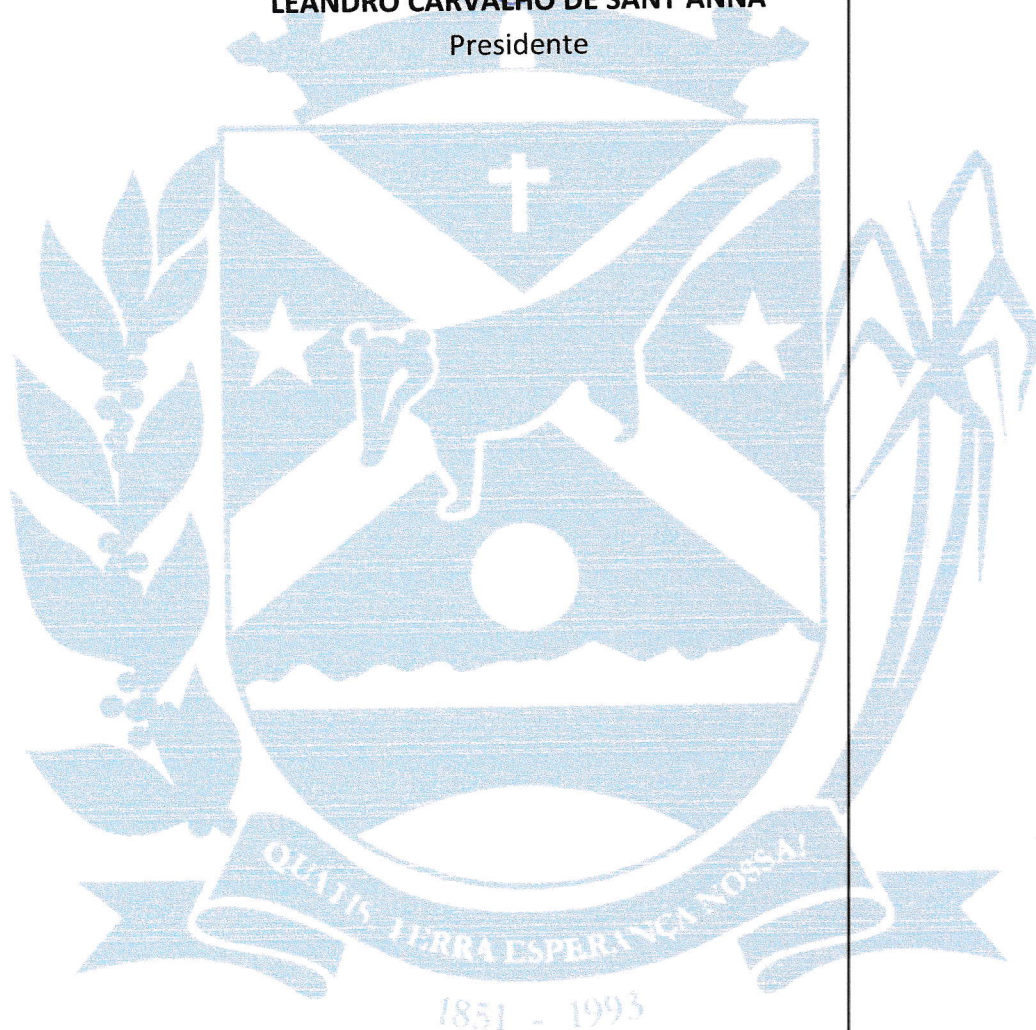 LEANDRO CARVALHO DE SANT'ANNA
Presidente
QUATIS, TERRA ESPERANÇA NOSSA!
1851 - 1993